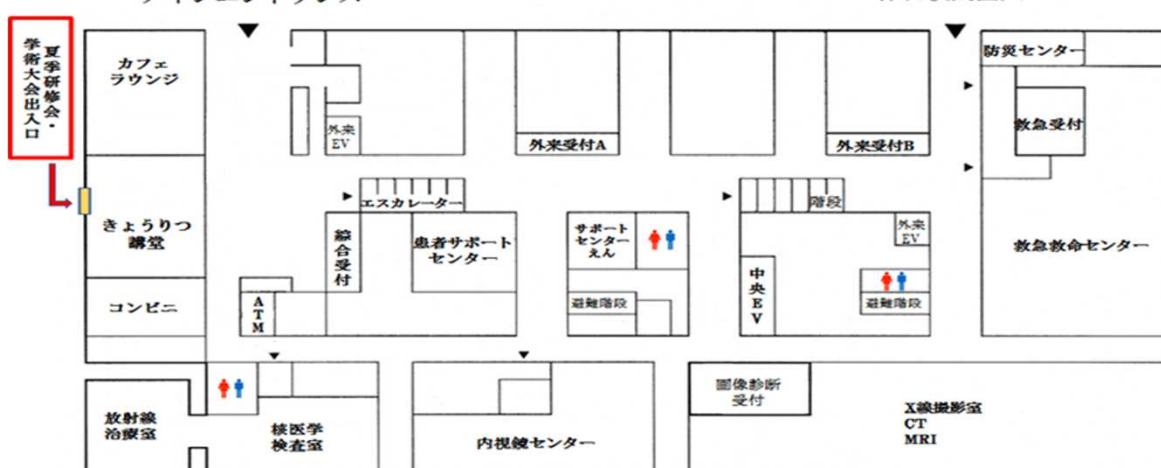 夏季研修会・
学術大会出入口
カフェ
ラウンジ
外来
EV
外来受付A
外来受付B
防災センター
救急受付
エスカレーター
階段
きょうりつ
講堂
綜合受付
患者サポート
センター
サポート
センター
えん
外来
EV
救急救命センター
中央EV
コンビニ
ATM
避難階段
避難階段
放射線
治療室
核医学
検査室
内視鏡センター
画像診断
受付
X線撮影室
CT
MRI